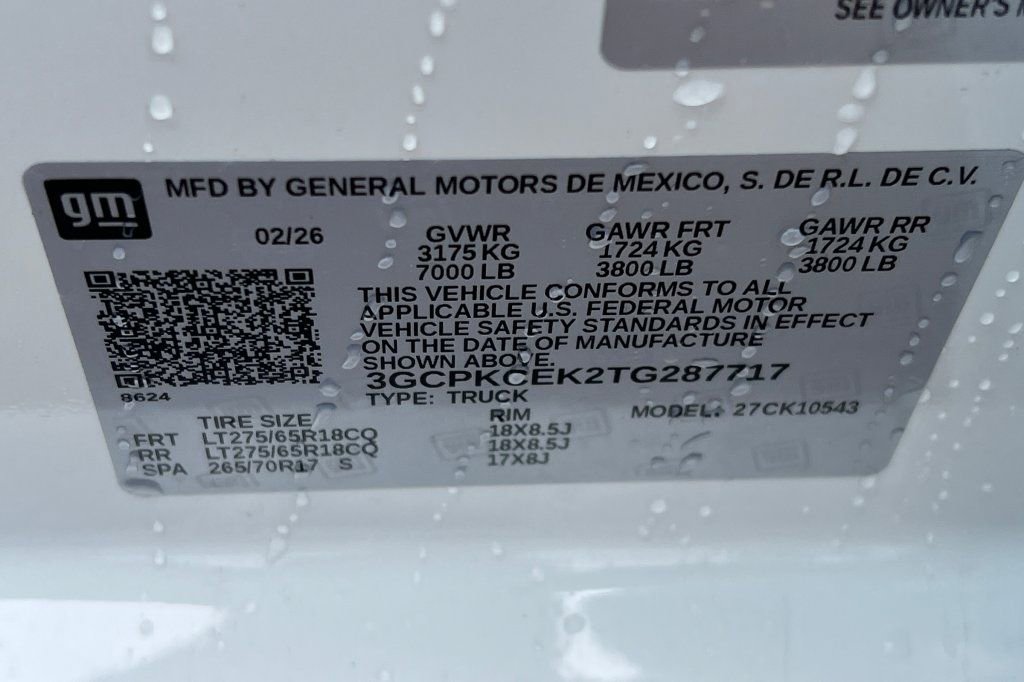 SEE OWNER'S
gm
MFD BY GENERAL MOTORS DE MEXICO, S. DE R.L. DE C.V.
02/26
GVWR GAWR FRT GAWR RR
3175 KG 1724 KG 1724 KG
7000 LB 3800 LB 3800 LB
THIS VEHICLE CONFORMS TO ALL
APPLICABLE U.S. FEDERAL MOTOR
VEHICLE SAFETY STANDARDS IN EFFECT
ON THE DATE OF MANUFACTURE
SHOWN ABOVE.
3GCPKCEK2TG287717
8624
TYPE: TRUCK
MODEL: 27CK10543
TIRE SIZE RIM
FRT LT275/65R18CQ 18X8.5J
RR LT275/65R18CQ 18X8.5J
SPA 265/70R17 S 17X8J